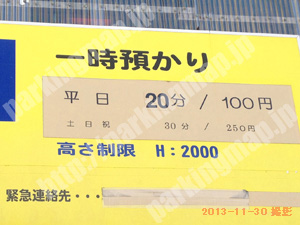 一時預かり
平日 20分 / 100円
土日祝 30分 / 250円
高さ制限 H:2000
緊急連絡先・・・
2013-11-30 撮影